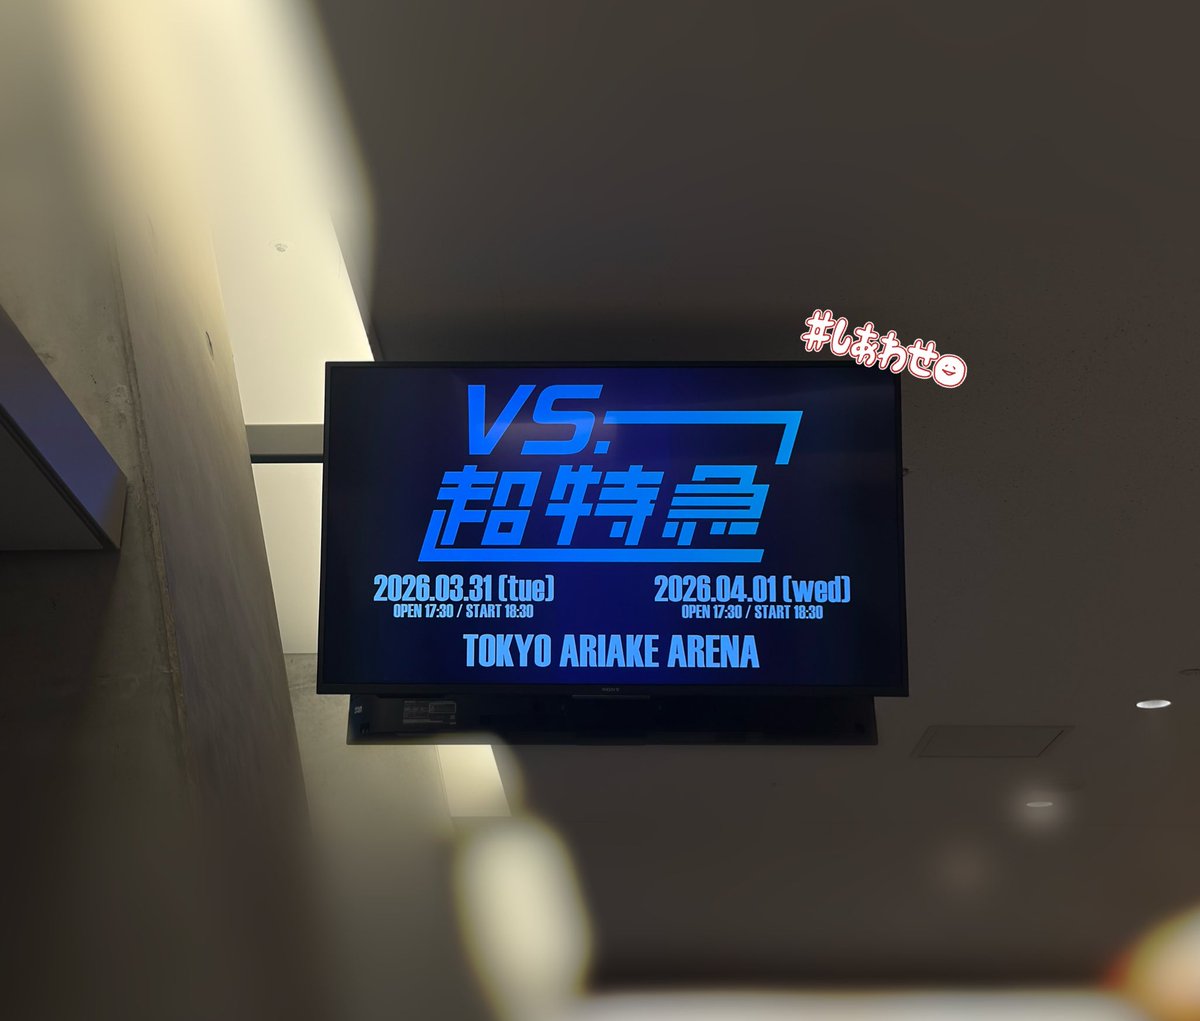 #しあわせ
VS.
超特急
2026.03.31 (tue)
OPEN 17:30 / START 18:30
2026.04.01 (wed)
OPEN 17:30 / START 18:30
TOKYO ARIAKE ARENA
SONY